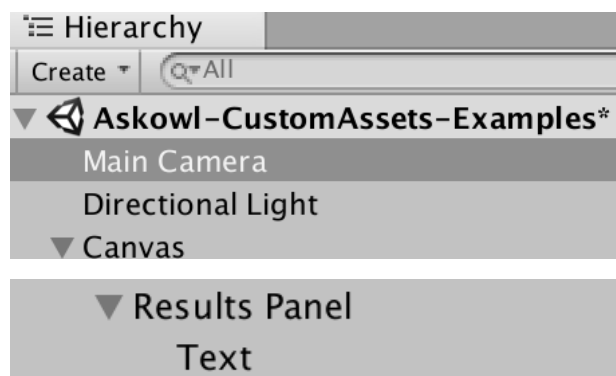 Hierarchy
Create All
Askowl-CustomAssets-Examples*
Main Camera
Directional Light
Canvas
Results Panel
Text